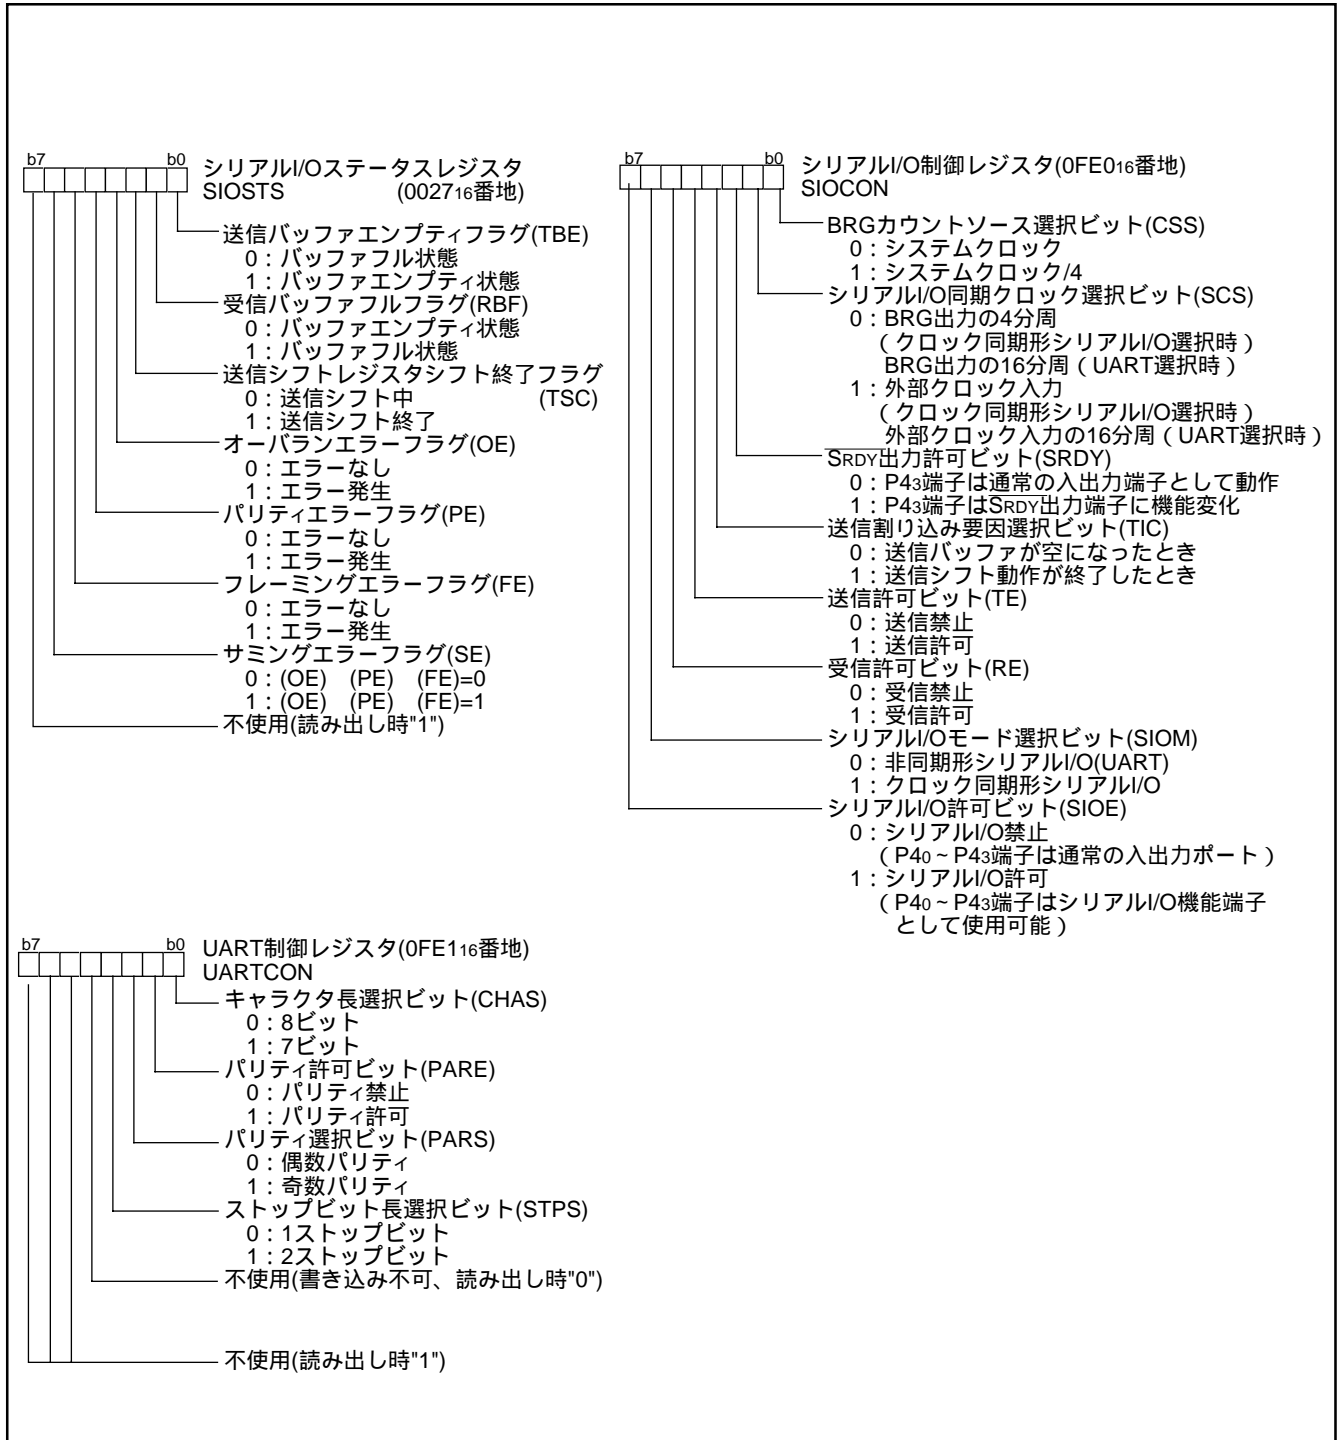 b7 b0 シリアルI/Oステータスレジスタ
SIOSTS (002716番地)
送信バッファエンプティフラグ(TBE)
0:バッファフル状態
1:バッファエンプティ状態
受信バッファフルフラグ(RBF)
0:バッファエンプティ状態
1:バッファフル状態
送信シフトレジスタシフト終了フラグ
0:送信シフト中 (TSC)
1:送信シフト終了
オーバランエラーフラグ(OE)
0:エラーなし
1:エラー発生
パリティエラーフラグ(PE)
0:エラーなし
1:エラー発生
フレーミングエラーフラグ(FE)
0:エラーなし
1:エラー発生
サミングエラーフラグ(SE)
0:(OE) (PE) (FE)=0
1:(OE) (PE) (FE)=1
不使用(読み出し時"1")
b7 b0 シリアルI/O制御レジスタ(0FE016番地)
SIOCON
BRGカウントソース選択ビット(CSS)
0:システムクロック
1:システムクロック/4
シリアルI/O同期クロック選択ビット(SCS)
0:BRG出力の4分周
(クロック同期形シリアルI/O選択時)
BRG出力の16分周(UART選択時)
1:外部クロック入力
(クロック同期形シリアルI/O選択時)
外部クロック入力の16分周(UART選択時)
SRDY出力許可ビット(SRDY)
0:P43端子は通常の入出力端子として動作
1:P43端子はSRDY出力端子に機能変化
送信割り込み要因選択ビット(TIC)
0:送信バッファが空になったとき
1:送信シフト動作が終了したとき
送信許可ビット(TE)
0:送信禁止
1:送信許可
受信許可ビット(RE)
0:受信禁止
1:受信許可
シリアルI/Oモード選択ビット(SIOM)
0:非同期形シリアルI/O(UART)
1:クロック同期形シリアルI/O
シリアルI/O許可ビット(SIOE)
0:シリアルI/O禁止
(P40~P43端子は通常の入出力ポート)
1:シリアルI/O許可
(P40~P43端子はシリアルI/O機能端子
として使用可能)
b7 b0 UART制御レジスタ(0FE116番地)
UARTCON
キャラクタ長選択ビット(CHAS)
0:8ビット
1:7ビット
パリティ許可ビット(PARE)
0:パリティ禁止
1:パリティ許可
パリティ選択ビット(PARS)
0:偶数パリティ
1:奇数パリティ
ストップビット長選択ビット(STPS)
0:1ストップビット
1:2ストップビット
不使用(書き込み不可、読み出し時"0")
不使用(読み出し時"1")